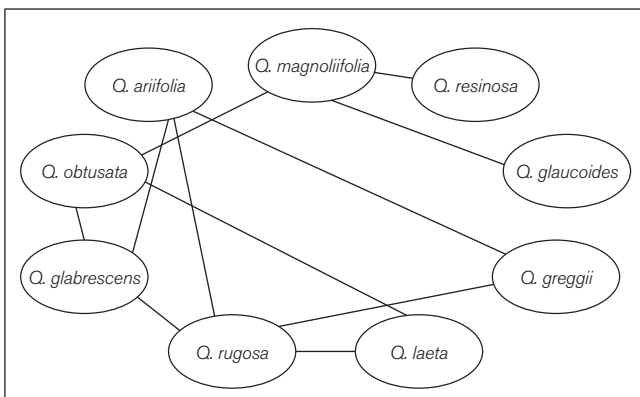 Q. magnoliifolia
Q. ariifolia
Q. resinosa
Q. obtusata
Q. glaucoides
Q. glabrescens
Q. greggii
Q. rugosa
Q. laeta